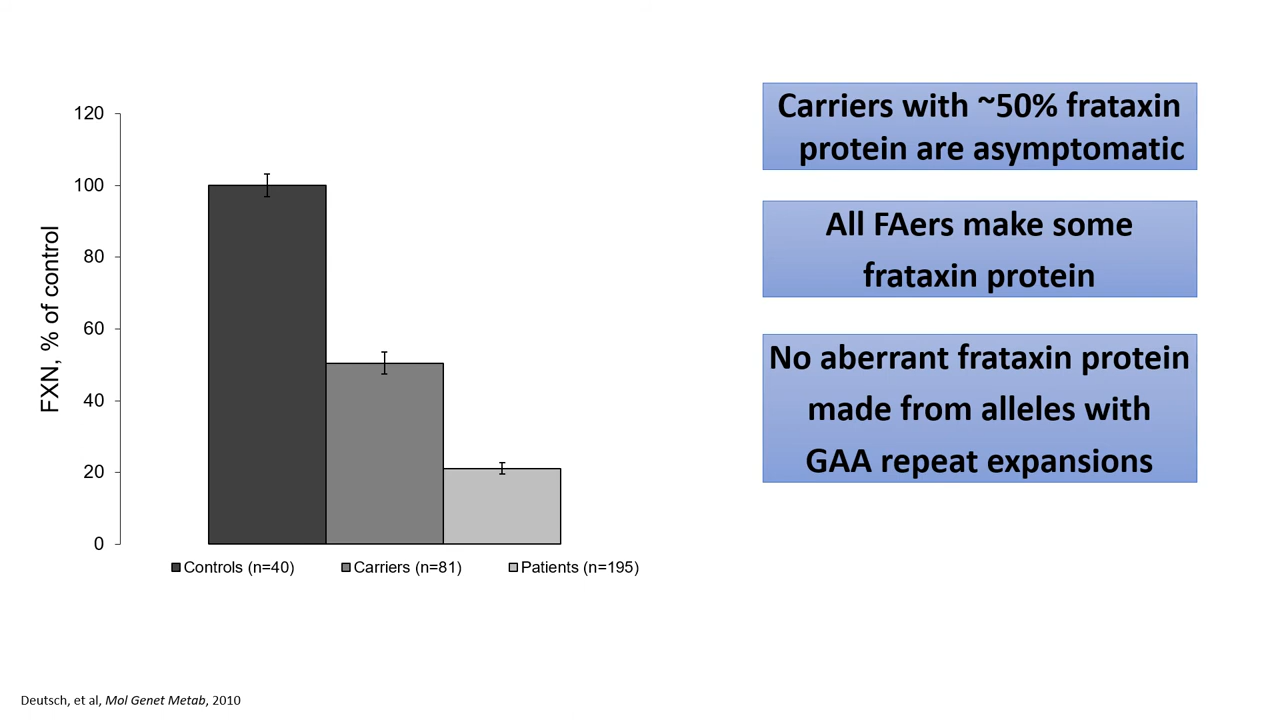 120
100
80
60
40
20
0
FXN, % of control
Controls (n=40)
Carriers (n=81)
Patients (n=195)
Carriers with ~50% frataxin
protein are asymptomatic
All FAers make some
frataxin protein
No aberrant frataxin protein
made from alleles with
GAA repeat expansions
Deutsch, et al, Mol Genet Metab, 2010